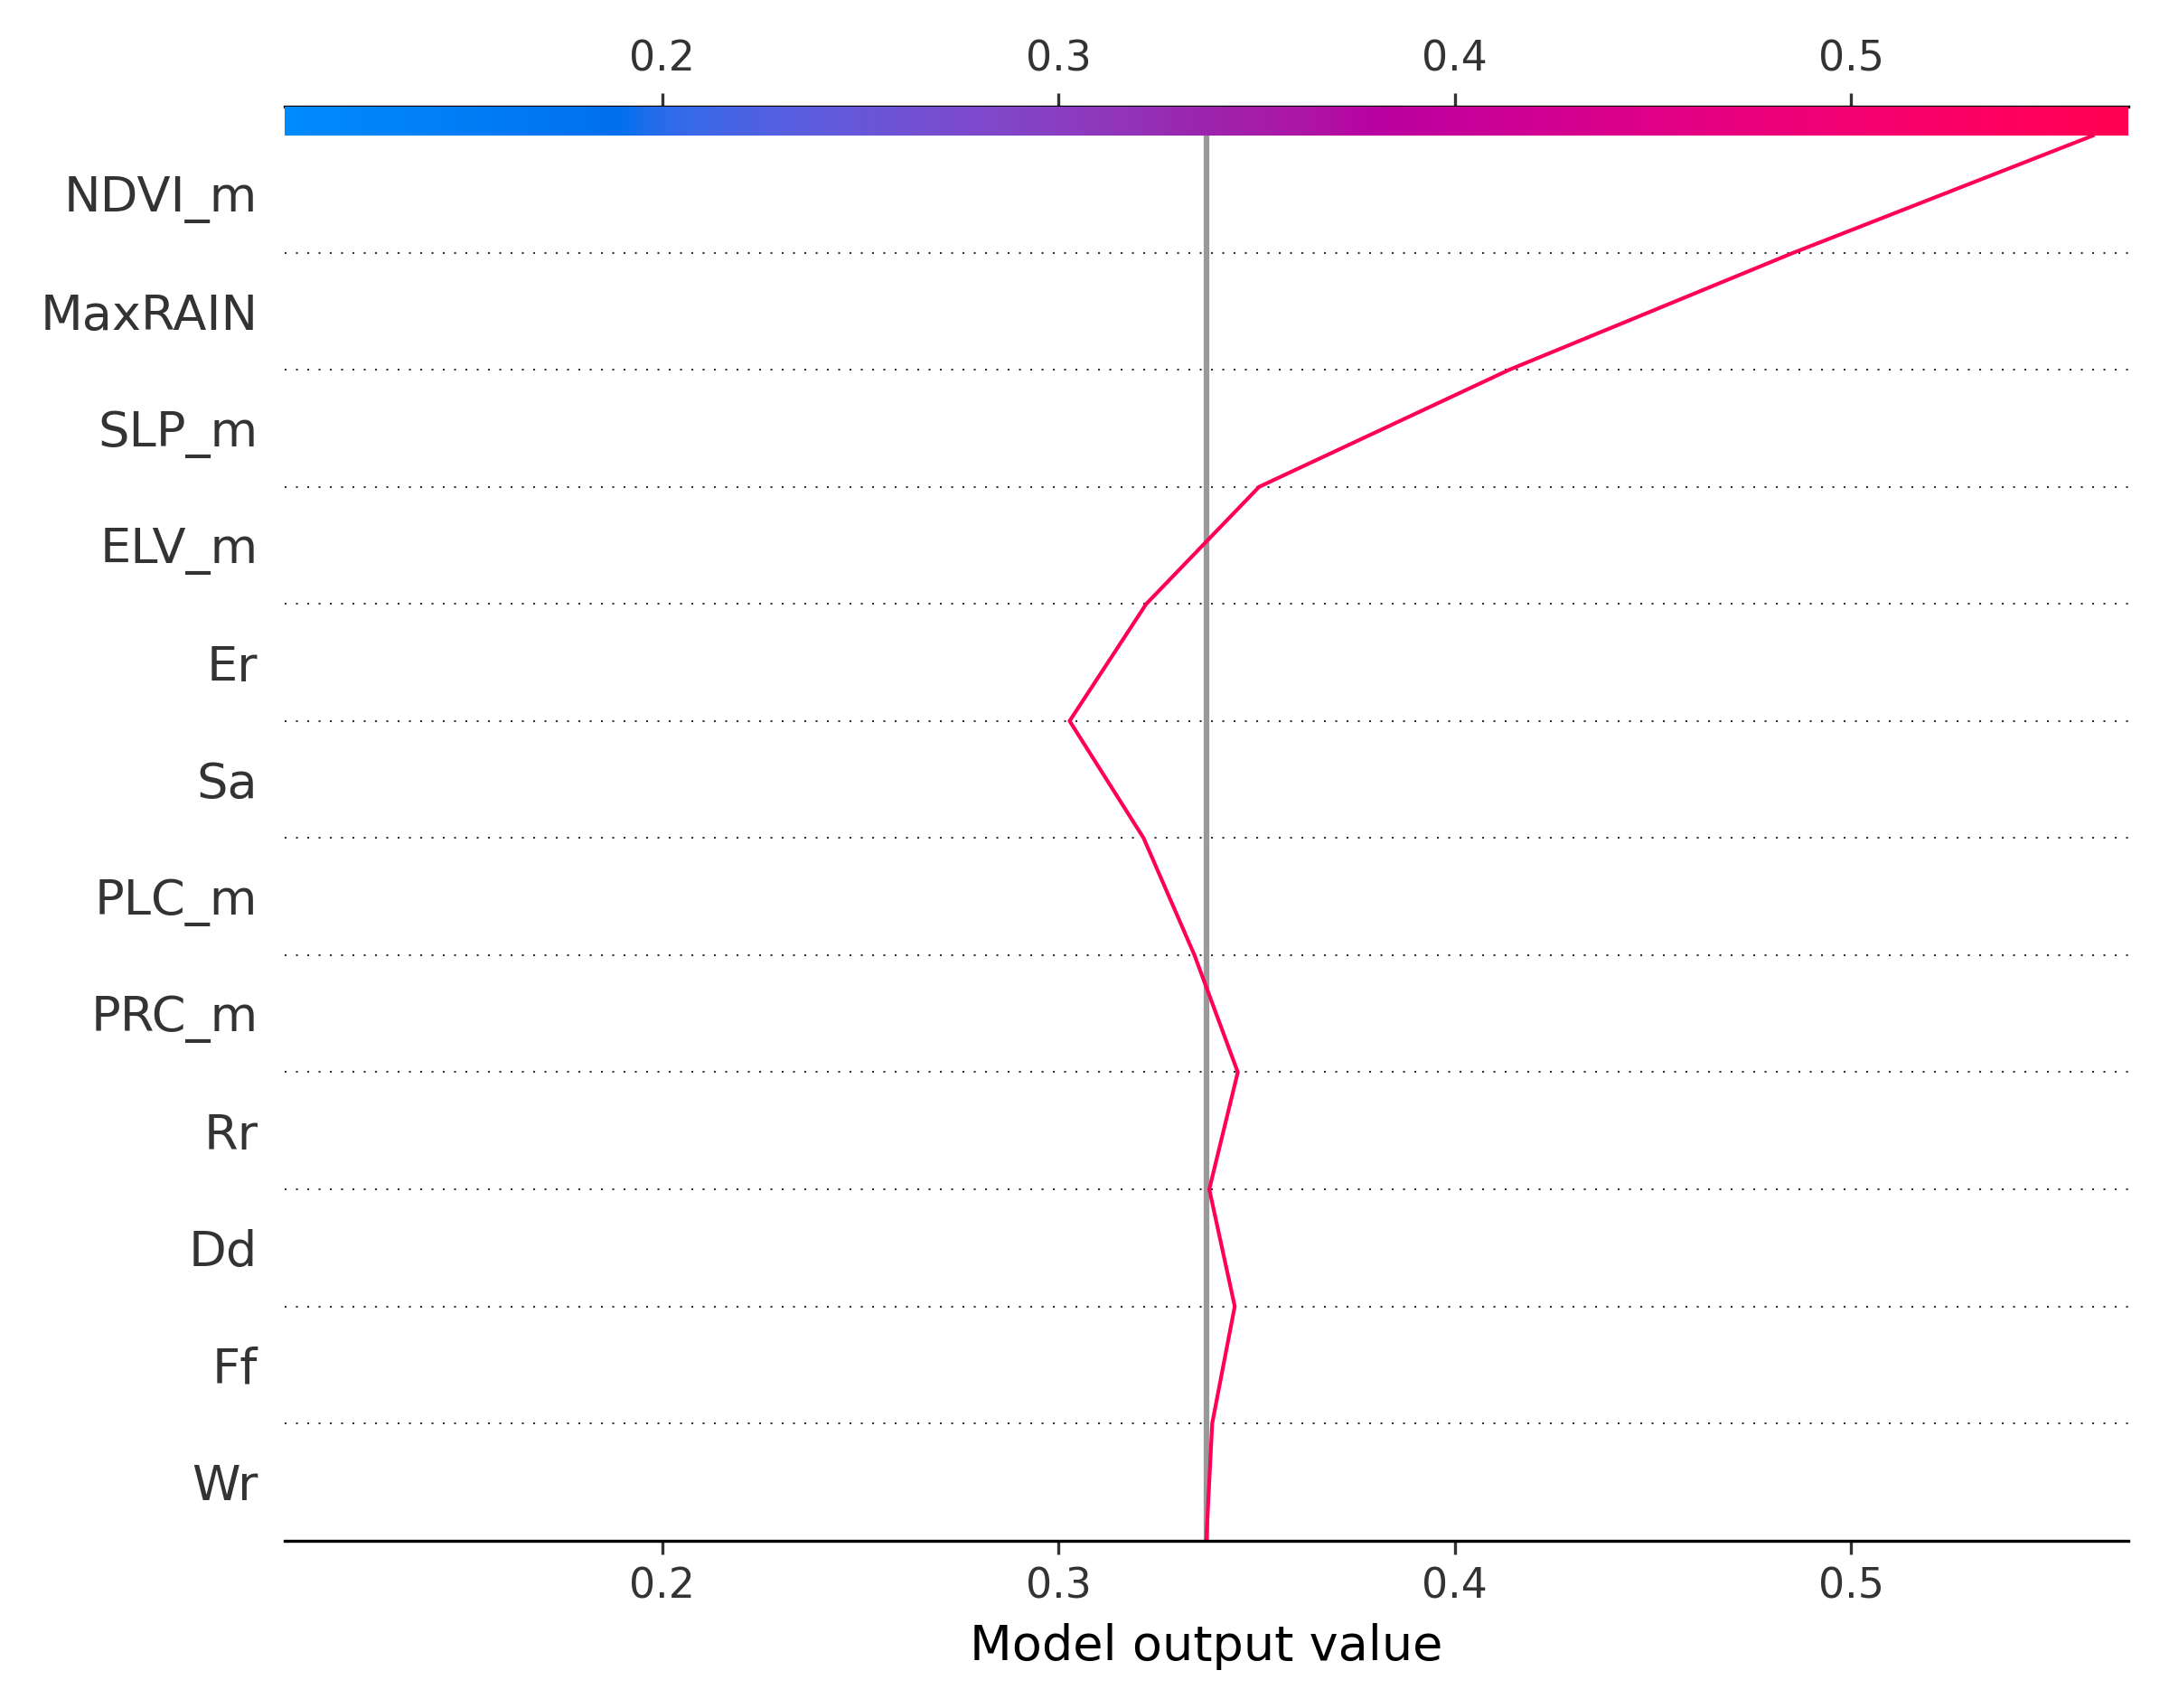 0.2 0.3 0.4 0.5
NDVI_m
MaxRAIN
SLP_m
ELV_m
Er
Sa
PLC_m
PRC_m
Rr
Dd
Ff
Wr
0.2 0.3 0.4 0.5
Model output value